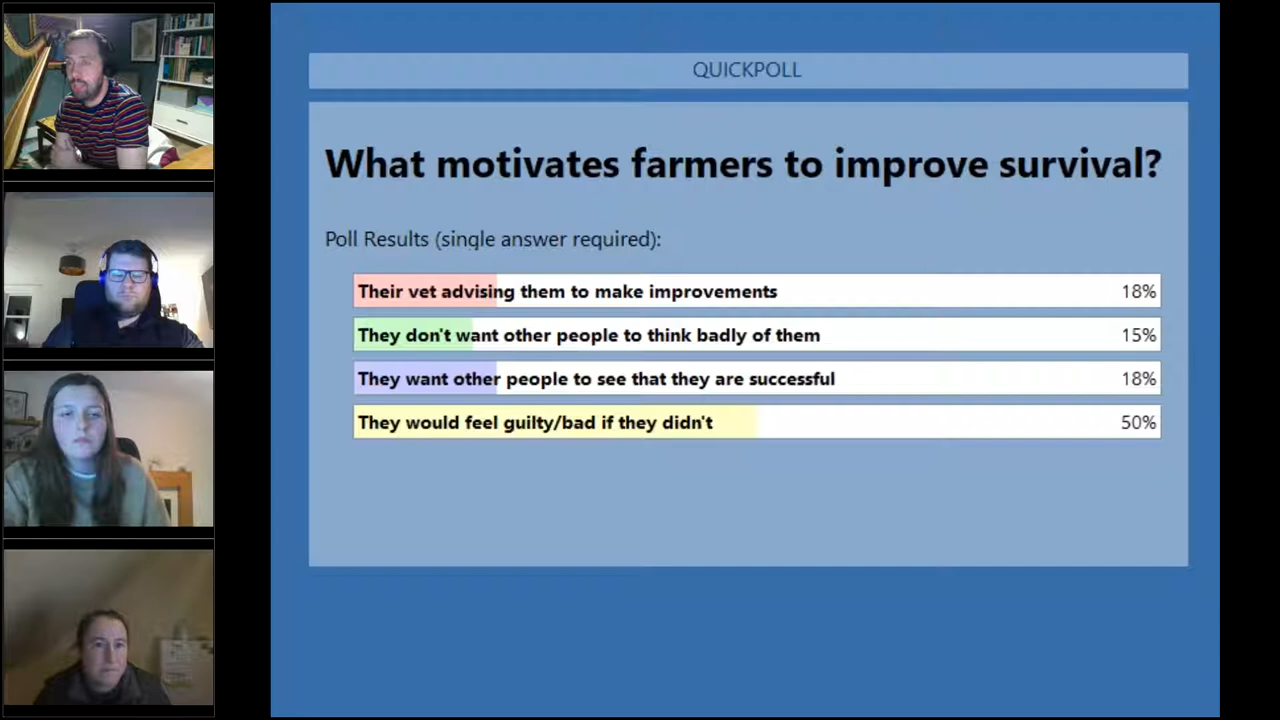 QUICKPOLL
What motivates farmers to improve survival?
Poll Results (single answer required):
Their vet advising them to make improvements 18%
They don't want other people to think badly of them 15%
They want other people to see that they are successful 18%
They would feel guilty/bad if they didn't 50%